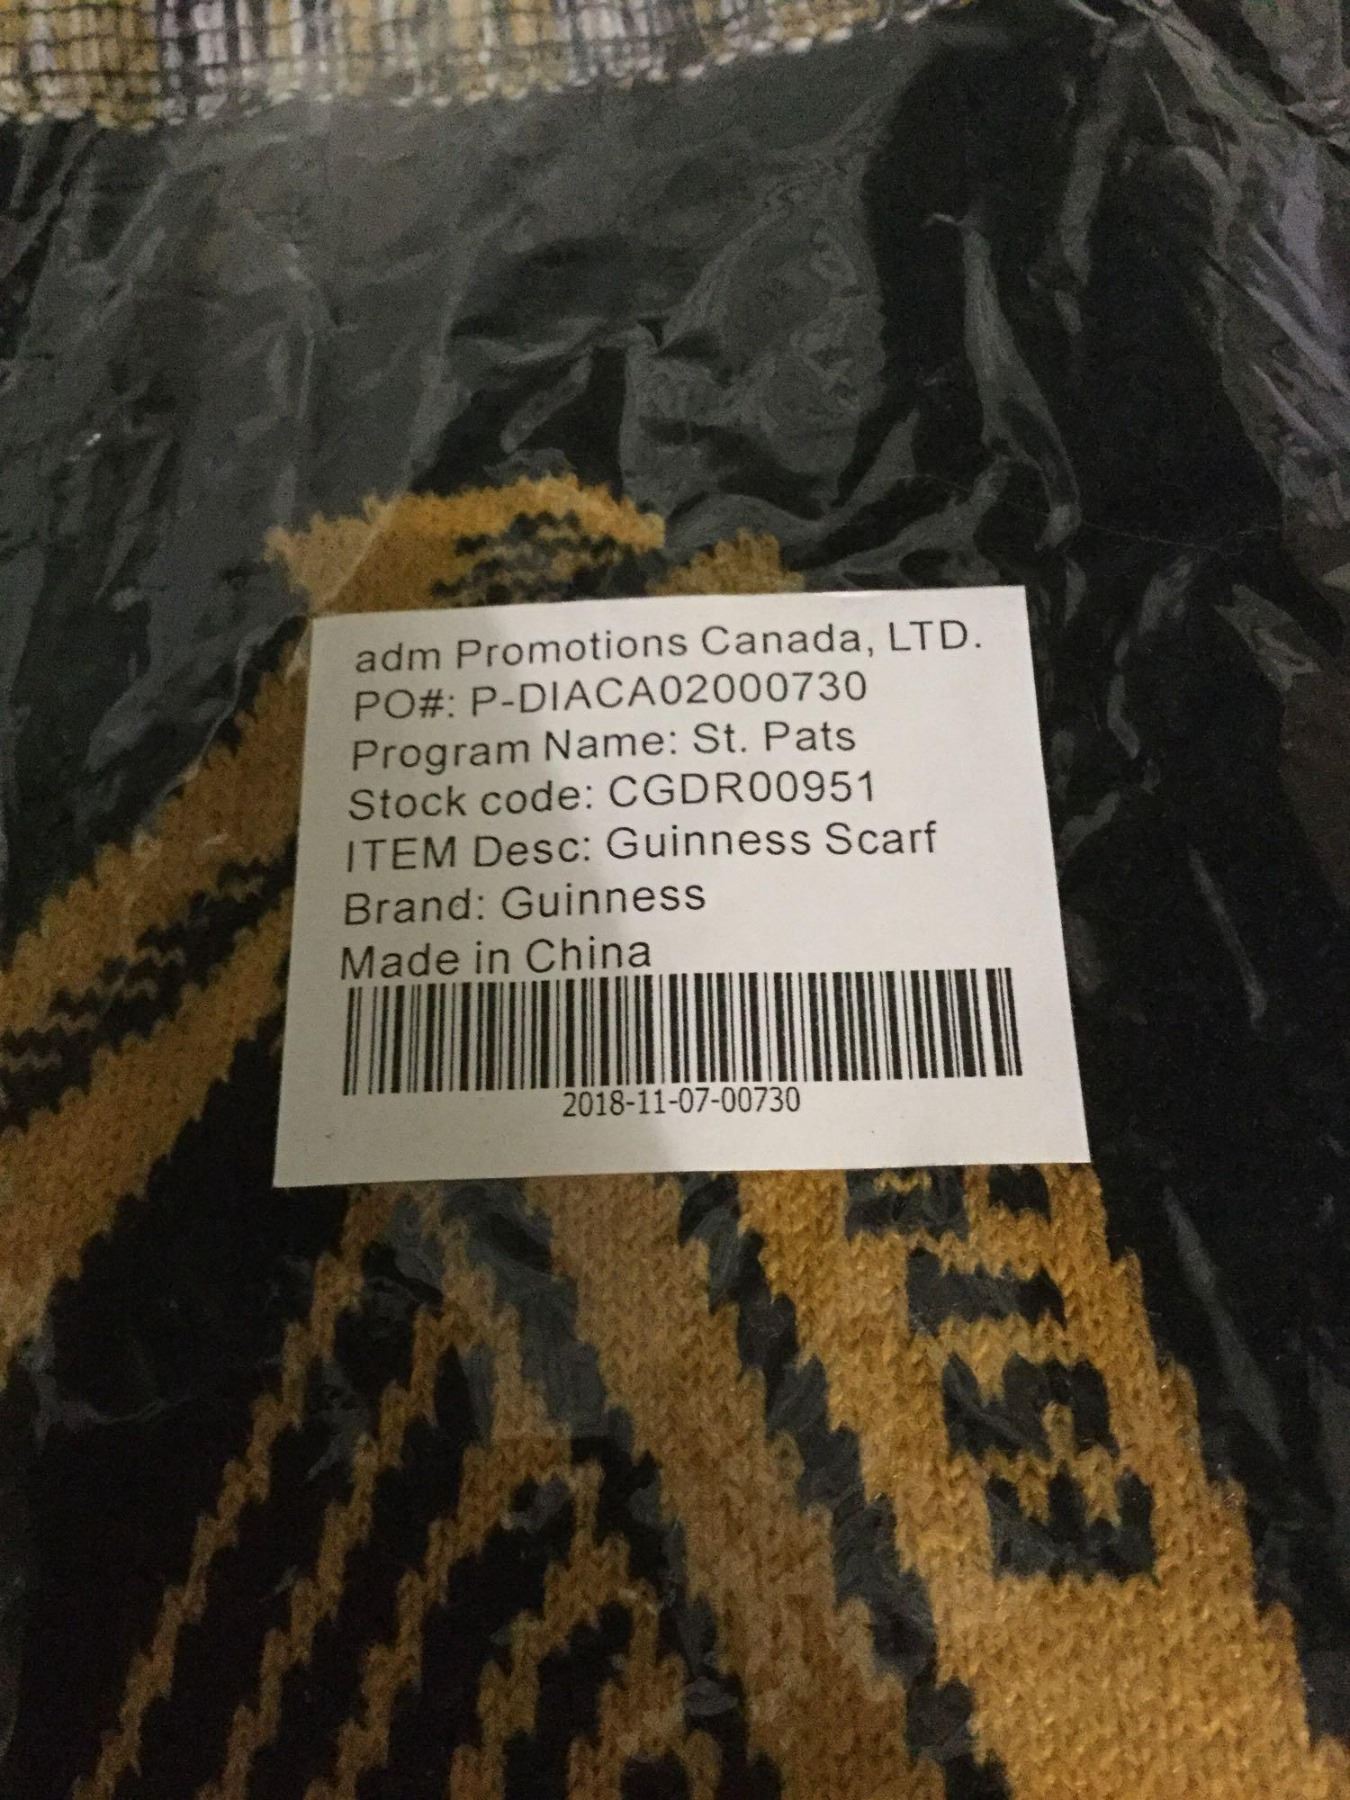 adm Promotions Canada, LTD.
PO#: P-DIACA02000730
Program Name: St. Pats
Stock code: CGDR00951
ITEM Desc: Guinness Scarf
Brand: Guinness
Made in China
2018-11-07-00730